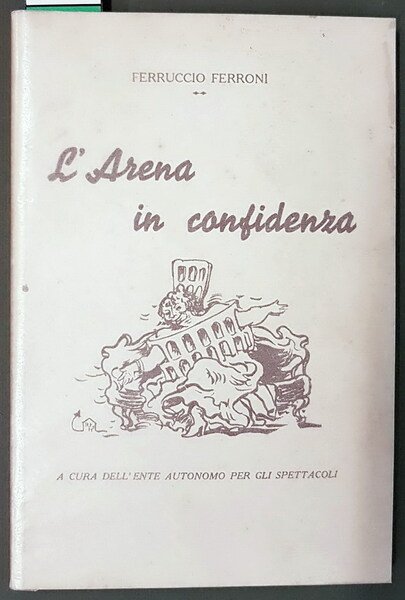 FERRUCCIO FERRONI
L'Arena
in confidenza
A CURA DELL'ENTE AUTONOMO PER GLI SPETTACOLI